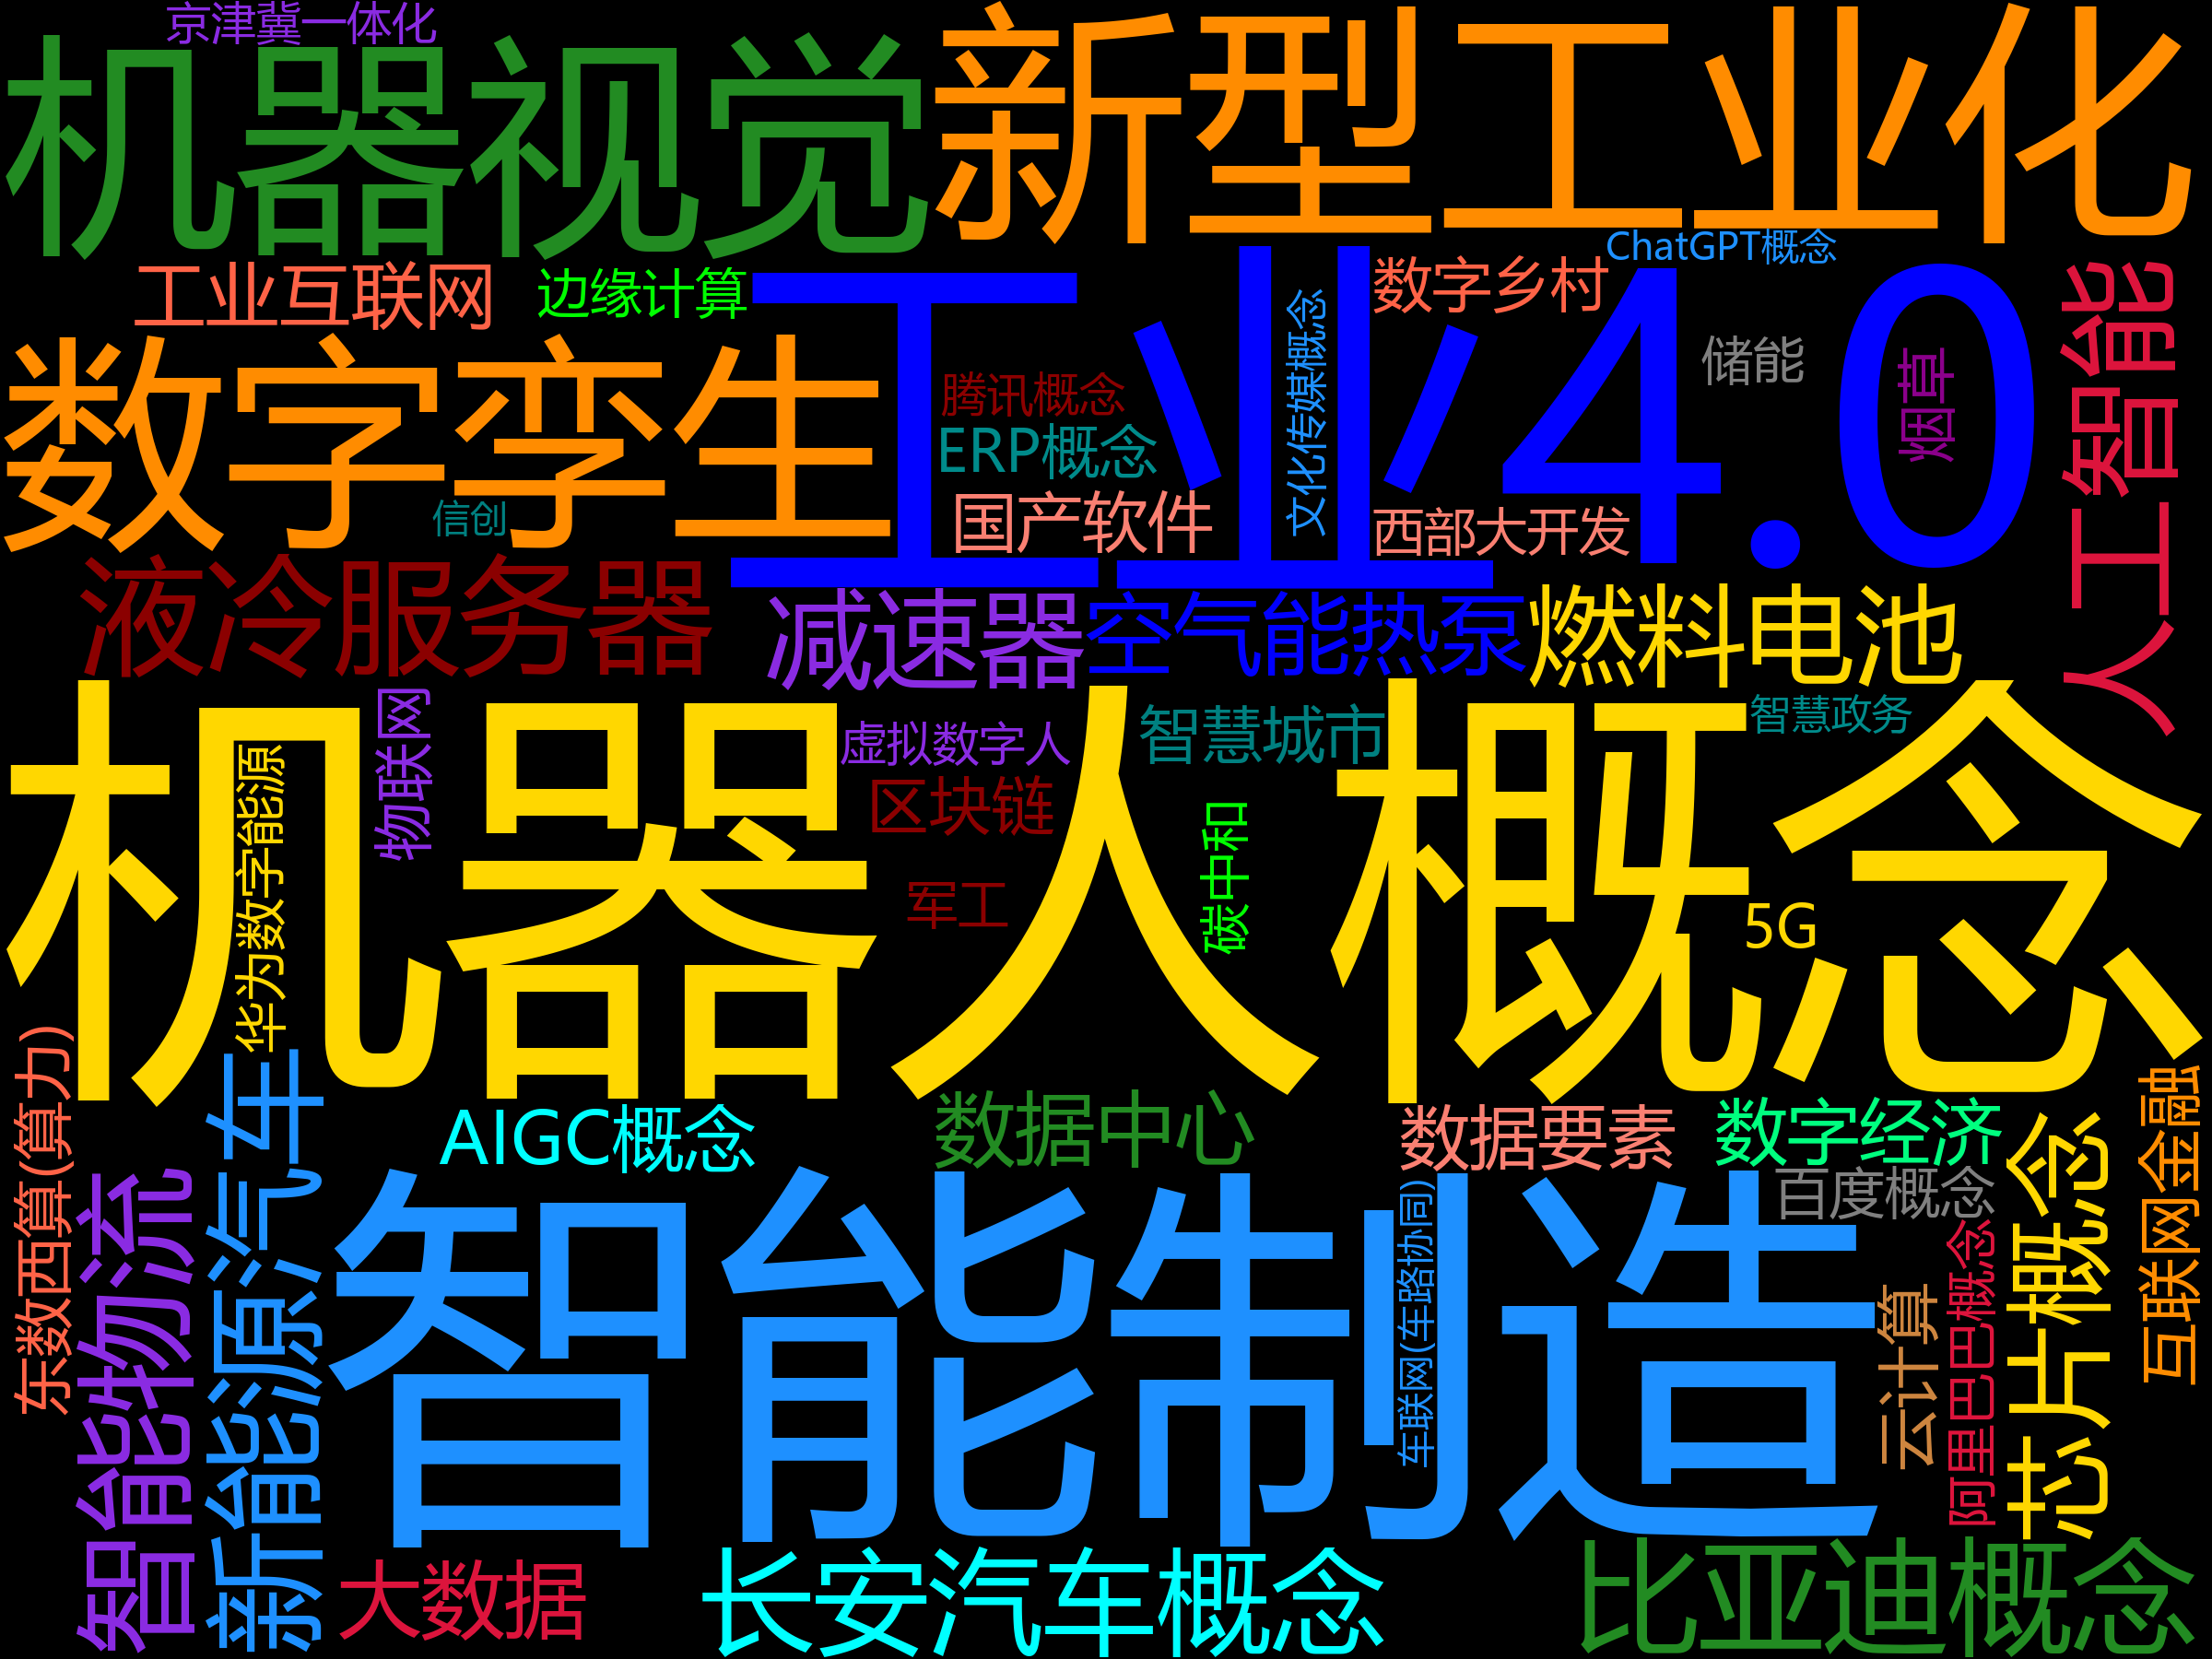 京津冀一体化
机器视觉
新型工业化
ChatGPT概念
工业互联网
边缘计算
工业4.0
文化传媒概念
数字乡村
储能
烟草
人工智能
数字孪生
腾讯概念
ERP概念
信创
国产软件
西部大开发
液冷服务器
减速器
空气能热泵
燃料电池
物联网
虚拟数字人
智慧城市
智慧政务
机器人概念
华为数字能源
区块链
碳中和
军工
5G
东数西算(算力)
新能源汽车
AIGC概念
数据中心
数据要素
数字经济
互联网金融
智能物流
智能制造
车联网(车路协同)
百度概念
芯片概念
云计算
阿里巴巴概念
大数据
长安汽车概念
比亚迪概念